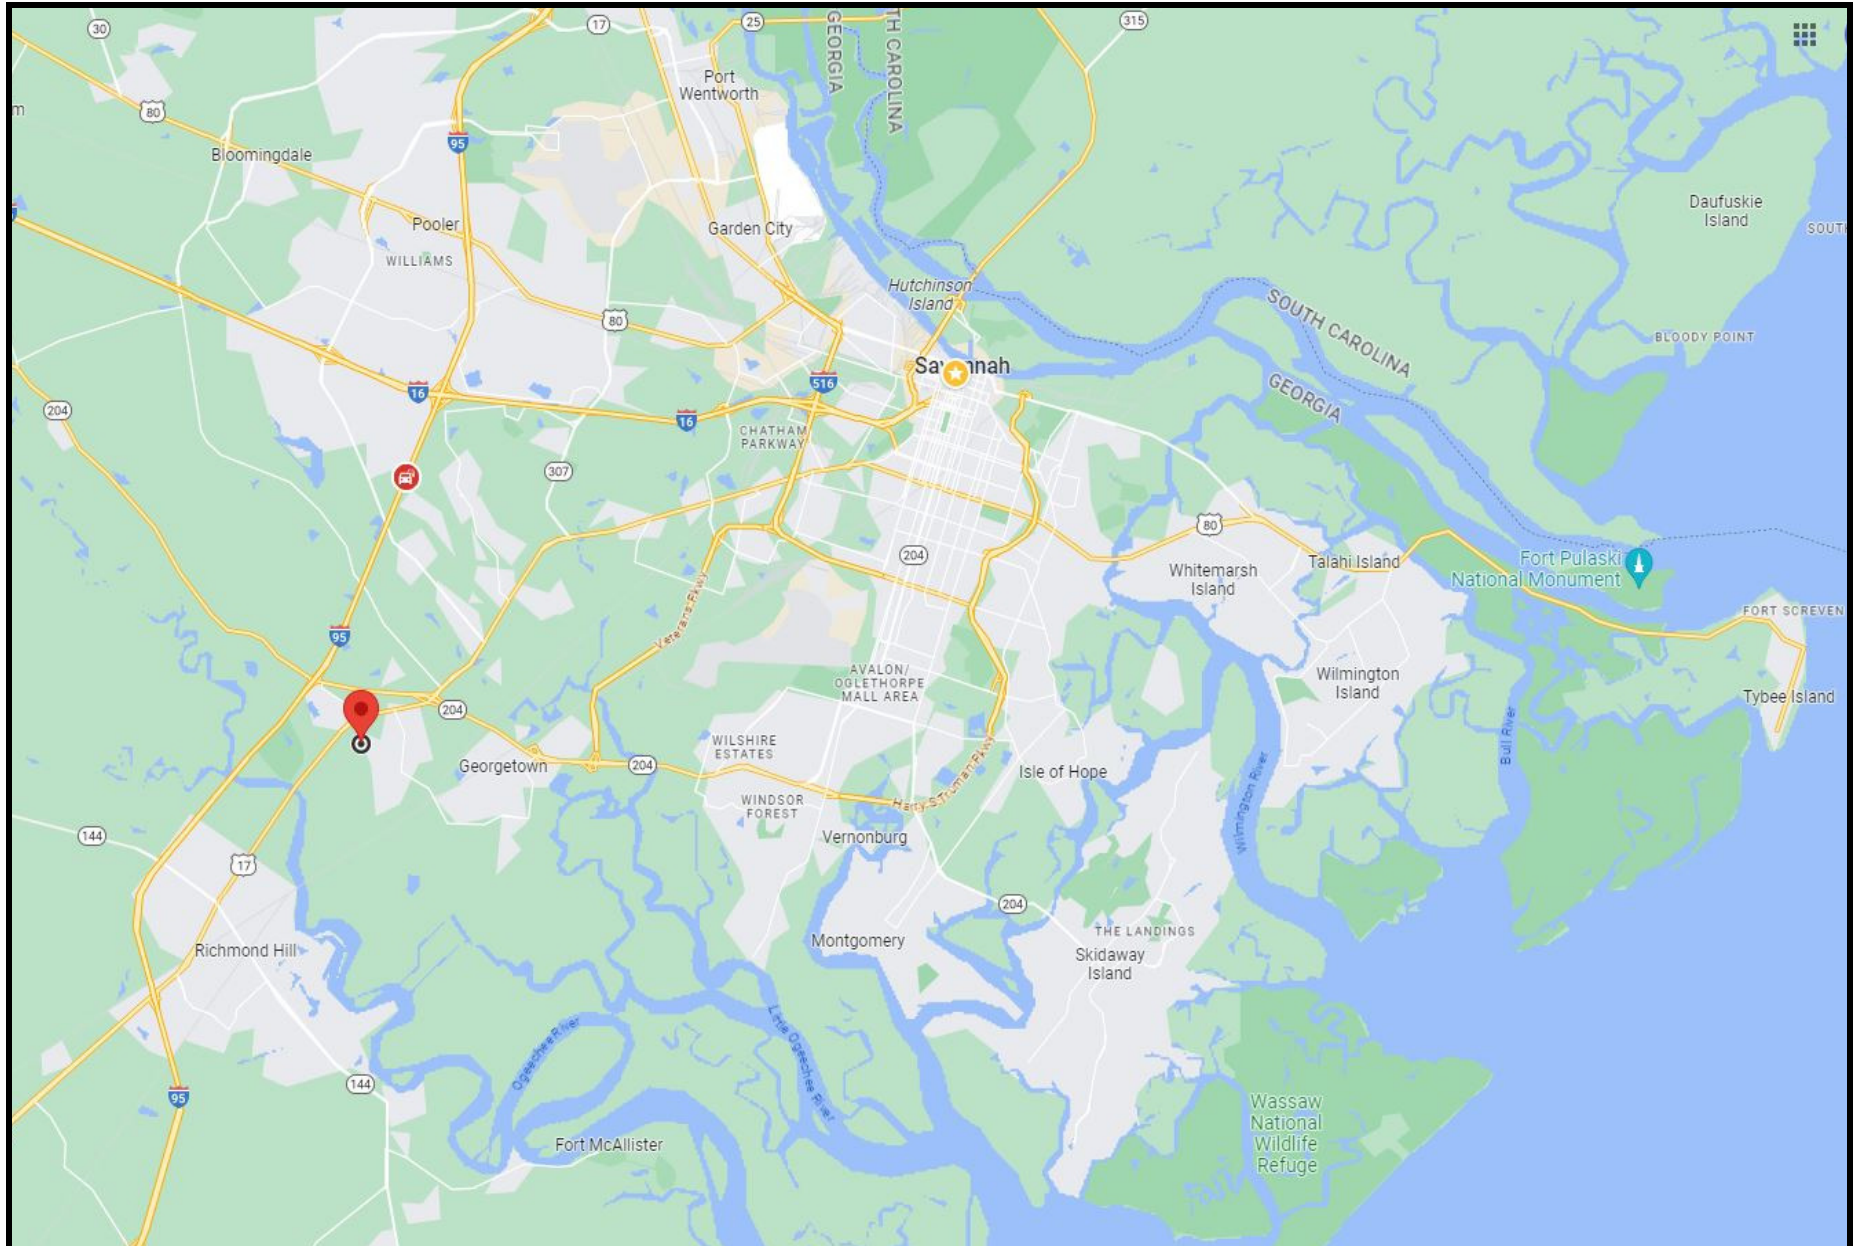 30
17
25
315
GEORGIA
TH CAROLINA
Port
Wentworth
80
m
95
Bloomingdale
Daufuskie
Island
Pooler
Garden City
SOUTH
WILLIAMS
Hutchinson
Island
SOUTH CAROLINA
80
BLOODY POINT
Savannah
516
GEORGIA
16
204
16
CHATHAM
PARKWAY
307
80
204
Fort Pulaski
National Monument
Talahi Island
Whitemarsh
Island
FORT SCREVEN
Veterans Pkwy
95
AVALON/
OGLETHORPE
MALL AREA
Wilmington
Island
Tybee Island
204
Bull River
WILSHIRE
ESTATES
Georgetown
204
Isle of Hope
Harry S Truman Pkwy
Wilmington River
WINDSOR
FOREST
144
Vernonburg
17
204
THE LANDINGS
Montgomery
Richmond Hill
Skidaway
Island
Ogeechee River
Little Ogeechee River
144
95
Wassaw
National
Wildlife
Refuge
Fort McAllister